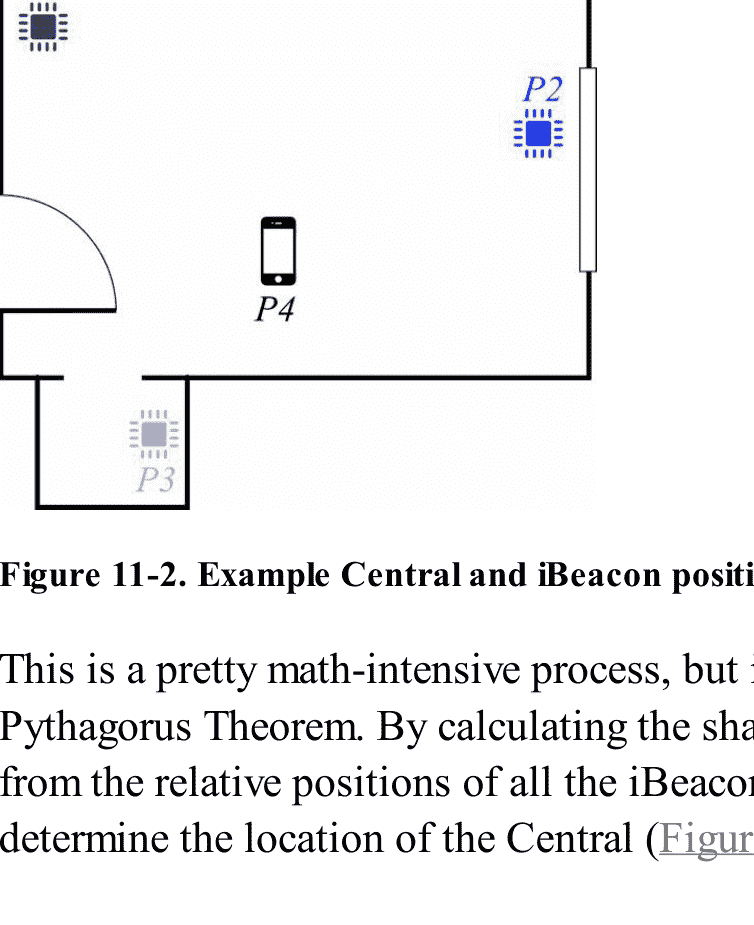 P2
P4
P3
Figure 11-2. Example Central and iBeacon positi
This is a pretty math-intensive process, but i
Pythagorus Theorem. By calculating the sha
from the relative positions of all the iBeacon
determine the location of the Central (Figur